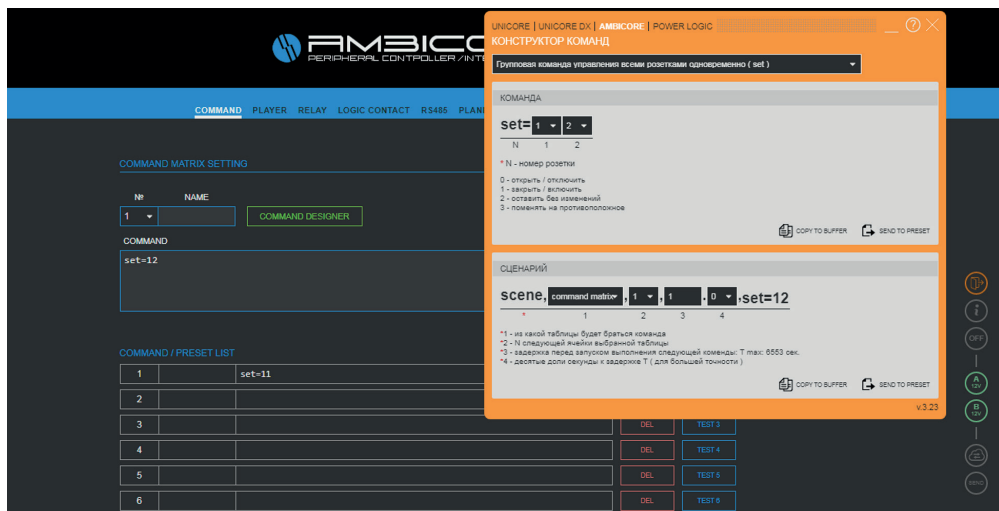 UNICORE | UNICORE DX | AMBICORE | POWER LOGIC
КОНСТРУКТОР КОМАНД
Групповая команда управления всеми розетками одновременно ( set )
КОМАНДА
set= 1 2
N 1 2
* N - номер розетки
0 - открыть / отключить
1 - закрыть / включить
2 - оставить без изменений
3 - поменять на противоположное
COPY TO BUFFER SEND TO PRESET
СЦЕНАРИЙ
scene, command matrix , 1 , 1 . 0 ,set=12
* 1 2 3 4
*1 - из какой таблицы будет браться команда
*2 - N следующей ячейки выбранной таблицы
*3 - задержка перед запуском выполнения следующей коменды: T max: 6553 сек.
*4 - десятые доли секунды к задержке T ( для большей точности )
COPY TO BUFFER SEND TO PRESET
v.3.23
AMBICO
PERIPHERAL CONTPOLLER / INTE
COMMAND PLAYER RELAY LOGIC CONTACT RS485 PLAN
COMMAND MATRIX SETTING
№ NAME
1 COMMAND DESIGNER
COMMAND
set=12
COMMAND / PRESET LIST
1 set=11
2
3 DEL TEST 3
4 DEL TEST 4
5 DEL TEST 5
6 DEL TEST 6
i
OFF
A 12V
B 12V
SEND